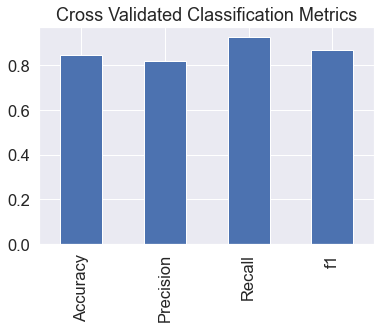 Cross Validated Classification Metrics
0.8
0.6
0.4
0.2
0.0
Accuracy
Precision
Recall
f1